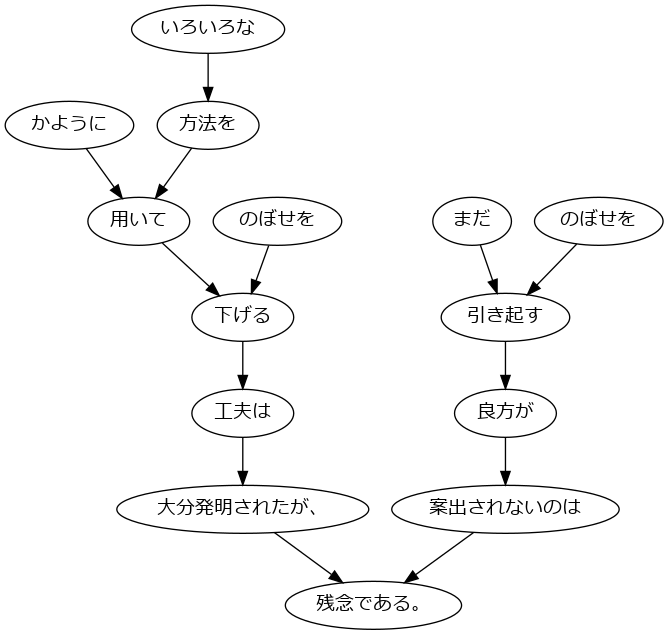 いろいろな
かように
方法を
用いて
のぼせを
まだ
のぼせを
下げる
引き起す
工夫は
良方が
大分発明されたが、
案出されないのは
残念である。